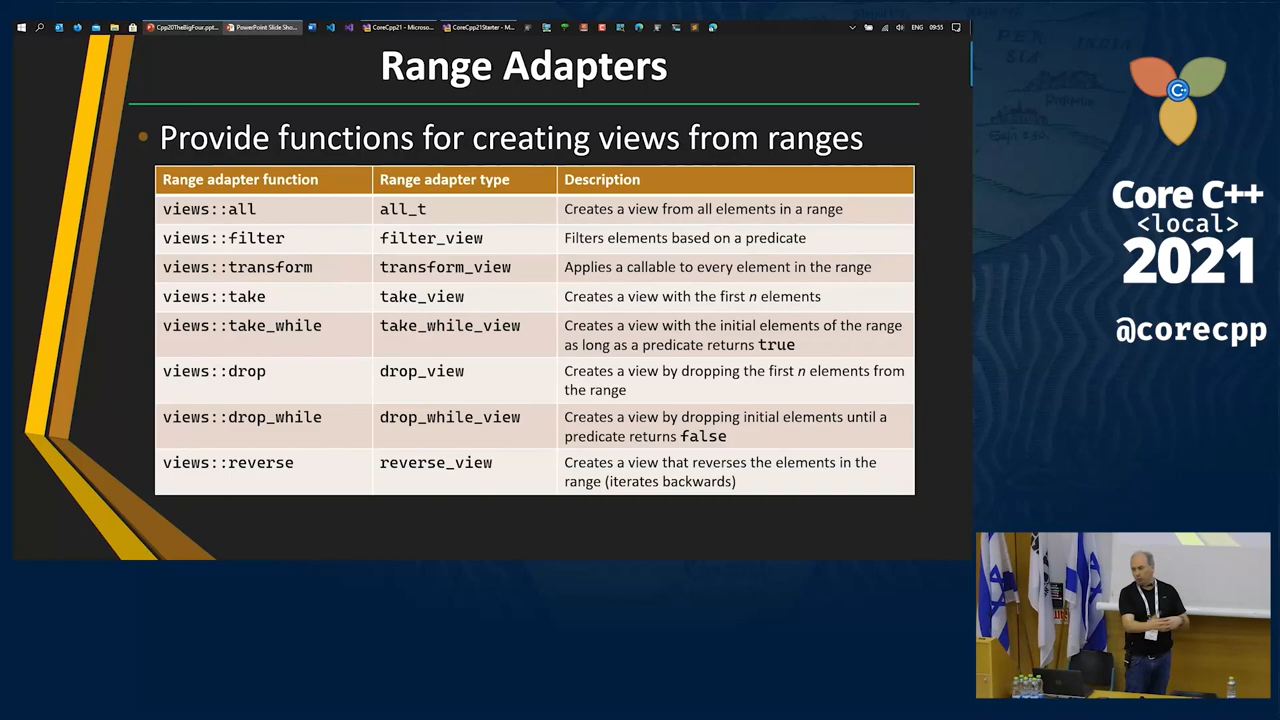 Cpp20TheBigFour.ppt...
PowerPoint Slide Sho...
CoreCpp21 - Microso...
CoreCpp21Starter - M...
ENG
09:55
Range Adapters
• Provide functions for creating views from ranges
Range adapter function
Range adapter type
Description
views::all
all_t
Creates a view from all elements in a range
views::filter
filter_view
Filters elements based on a predicate
views::transform
transform_view
Applies a callable to every element in the range
views::take
take_view
Creates a view with the first n elements
views::take_while
take_while_view
Creates a view with the initial elements of the range
as long as a predicate returns true
views::drop
drop_view
Creates a view by dropping the first n elements from
the range
views::drop_while
drop_while_view
Creates a view by dropping initial elements until a
predicate returns false
views::reverse
reverse_view
Creates a view that reverses the elements in the
range (iterates backwards)
C++
Core C++
<local>
2021
@corecpp